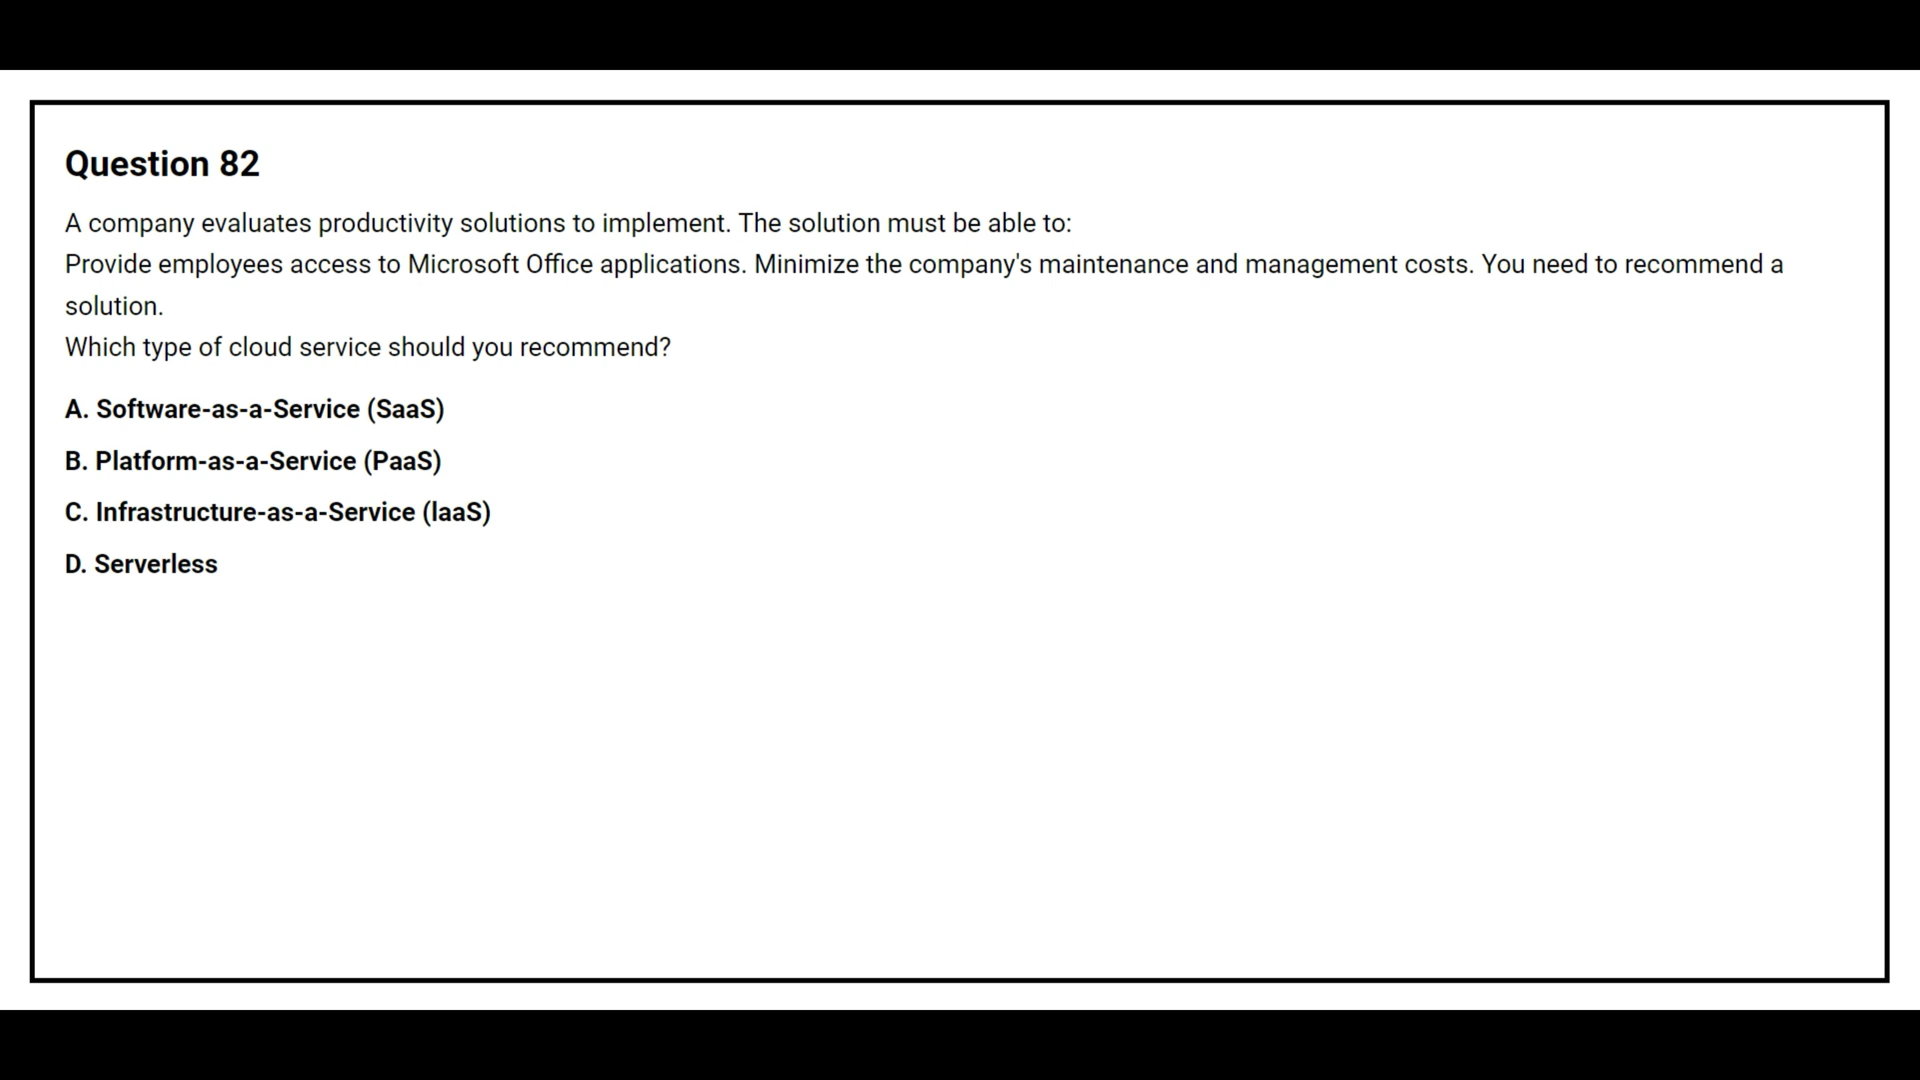 Question 82
A company evaluates productivity solutions to implement. The solution must be able to:
Provide employees access to Microsoft Office applications. Minimize the company's maintenance and management costs. You need to recommend a
solution.
Which type of cloud service should you recommend?
A. Software-as-a-Service (SaaS)
B. Platform-as-a-Service (PaaS)
C. Infrastructure-as-a-Service (IaaS)
D. Serverless